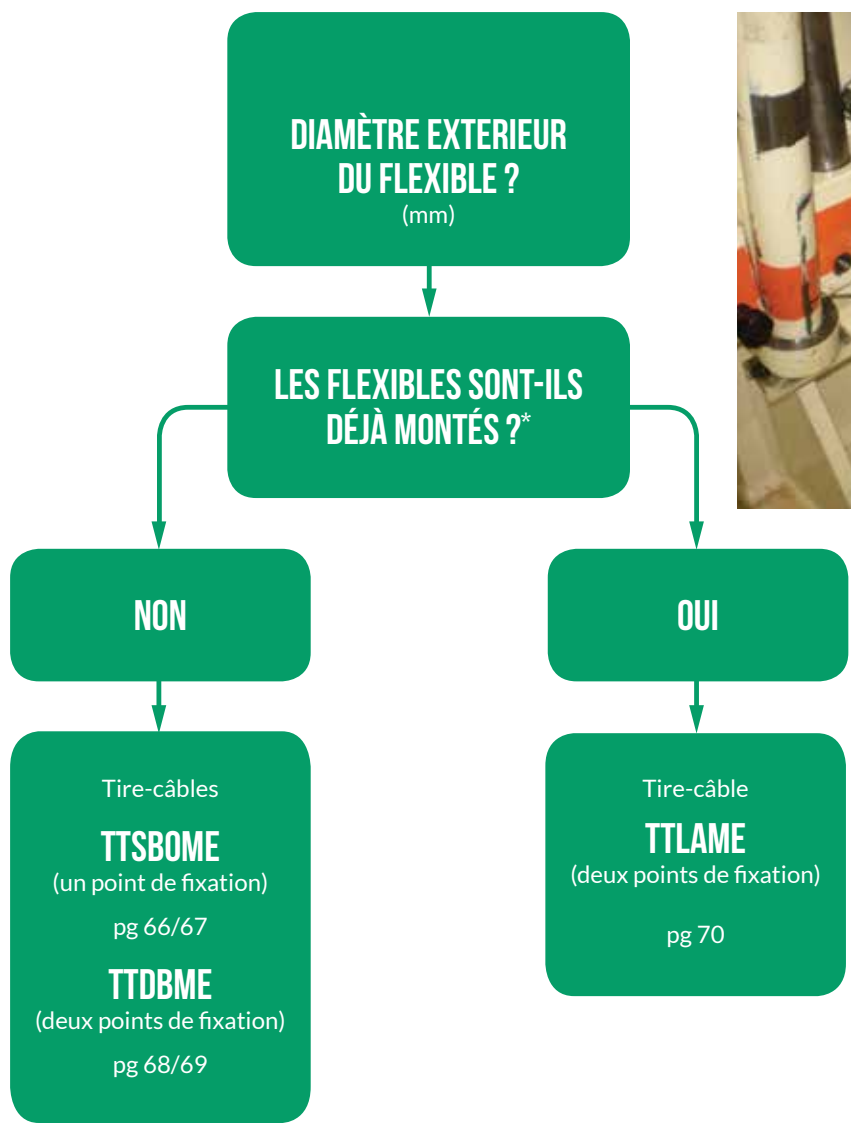 DIAMÈTRE EXTERIEUR
DU FLEXIBLE ?
(mm)
LES FLEXIBLES SONT-ILS
DÉJÀ MONTÉS ?*
NON
OUI
Tire-câbles
TTSBOME
(un point de fixation)
pg 66/67
TTDBME
(deux points de fixation)
pg 68/69
Tire-câble
TTLAME
(deux points de fixation)
pg 70